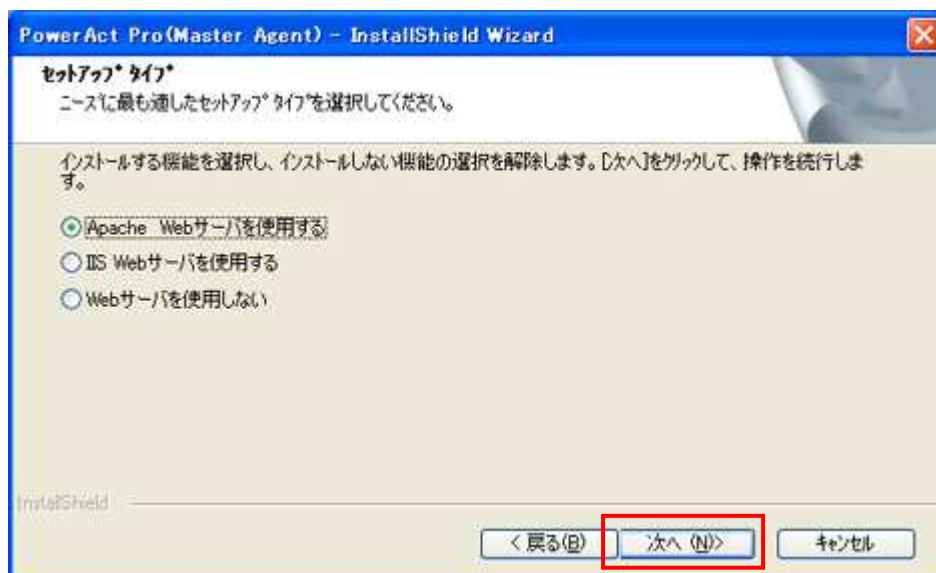 PowerAct Pro(Master Agent) - InstallShield Wizard
セットアップ タイプ
ニーズに最も適したセットアップ タイプを選択してください。
インストールする機能を選択し、インストールしない機能の選択を解除します。[次へ]をクリックして、操作を続行しま
す。
Apache Webサーバを使用する
IIS Webサーバを使用する
Webサーバを使用しない
InstallShield
< 戻る(B)
次へ (N)>
キャンセル